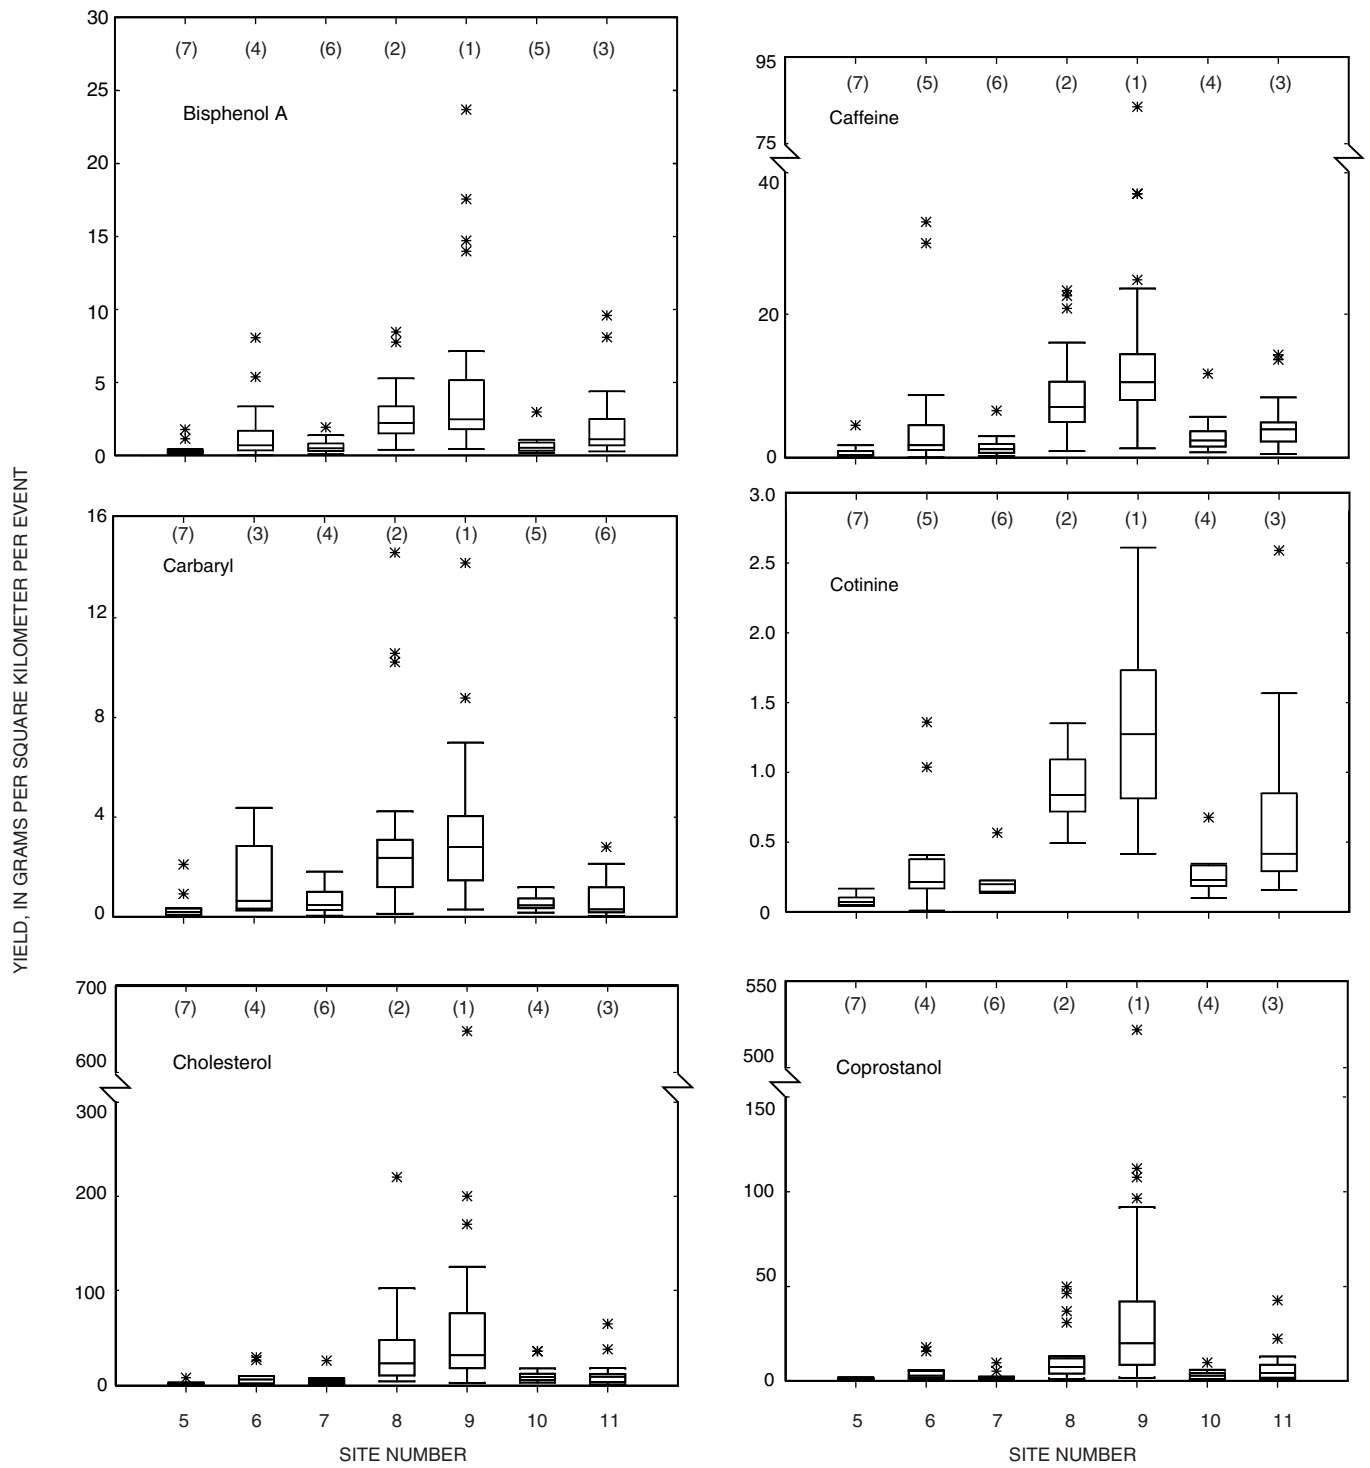 YIELD, IN GRAMS PER SQUARE KILOMETER PER EVENT
30
25
20
15
10
5
0
(7) (4) (6) (2) (1) (5) (3)
Bisphenol A
95
75
40
20
0
(7) (5) (6) (2) (1) (4) (3)
Caffeine
16
12
8
4
0
(7) (3) (4) (2) (1) (5) (6)
Carbaryl
3.0
2.5
2.0
1.5
1.0
0.5
0
(7) (5) (6) (2) (1) (4) (3)
Cotinine
700
600
300
200
100
0
(7) (4) (6) (2) (1) (4) (3)
Cholesterol
5 6 7 8 9 10 11
SITE NUMBER
550
500
150
100
50
0
(7) (4) (6) (2) (1) (4) (3)
Coprostanol
5 6 7 8 9 10 11
SITE NUMBER